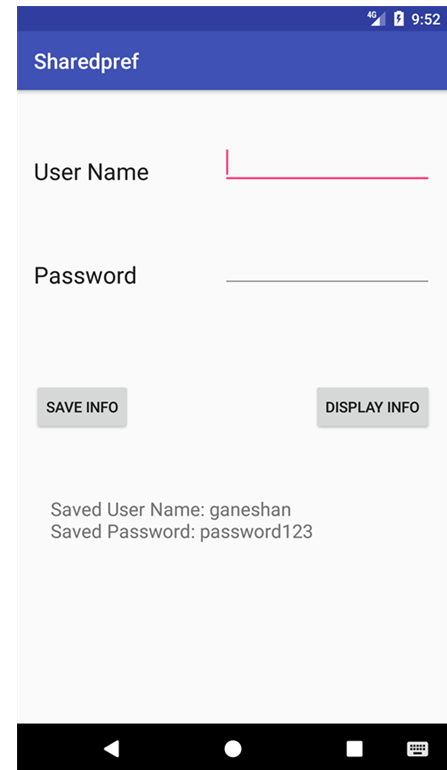 4G 9:52
Sharedpref
User Name
Password
SAVE INFO DISPLAY INFO
Saved User Name: ganeshan
Saved Password: password123